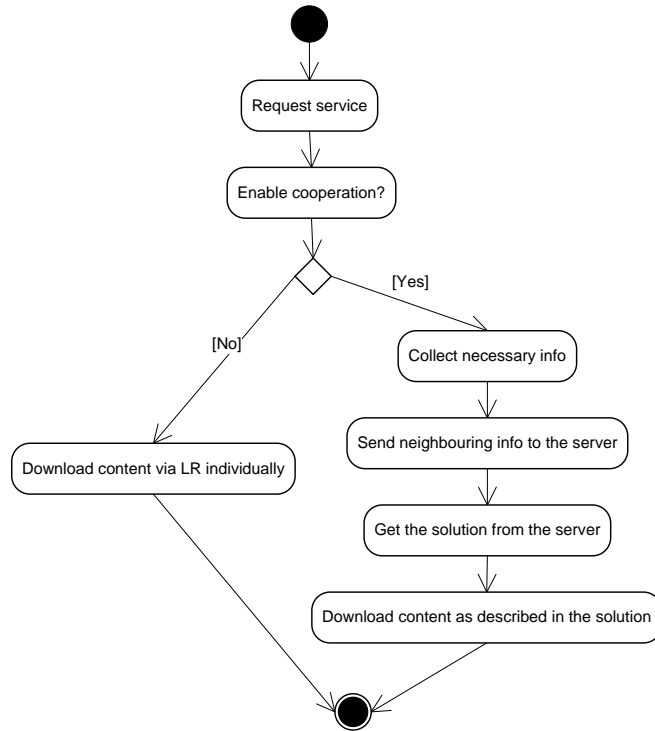 Request service
Enable cooperation?
[Yes]
[No]
Collect necessary info
Send neighbouring info to the server
Download content via LR individually
Get the solution from the server
Download content as described in the solution